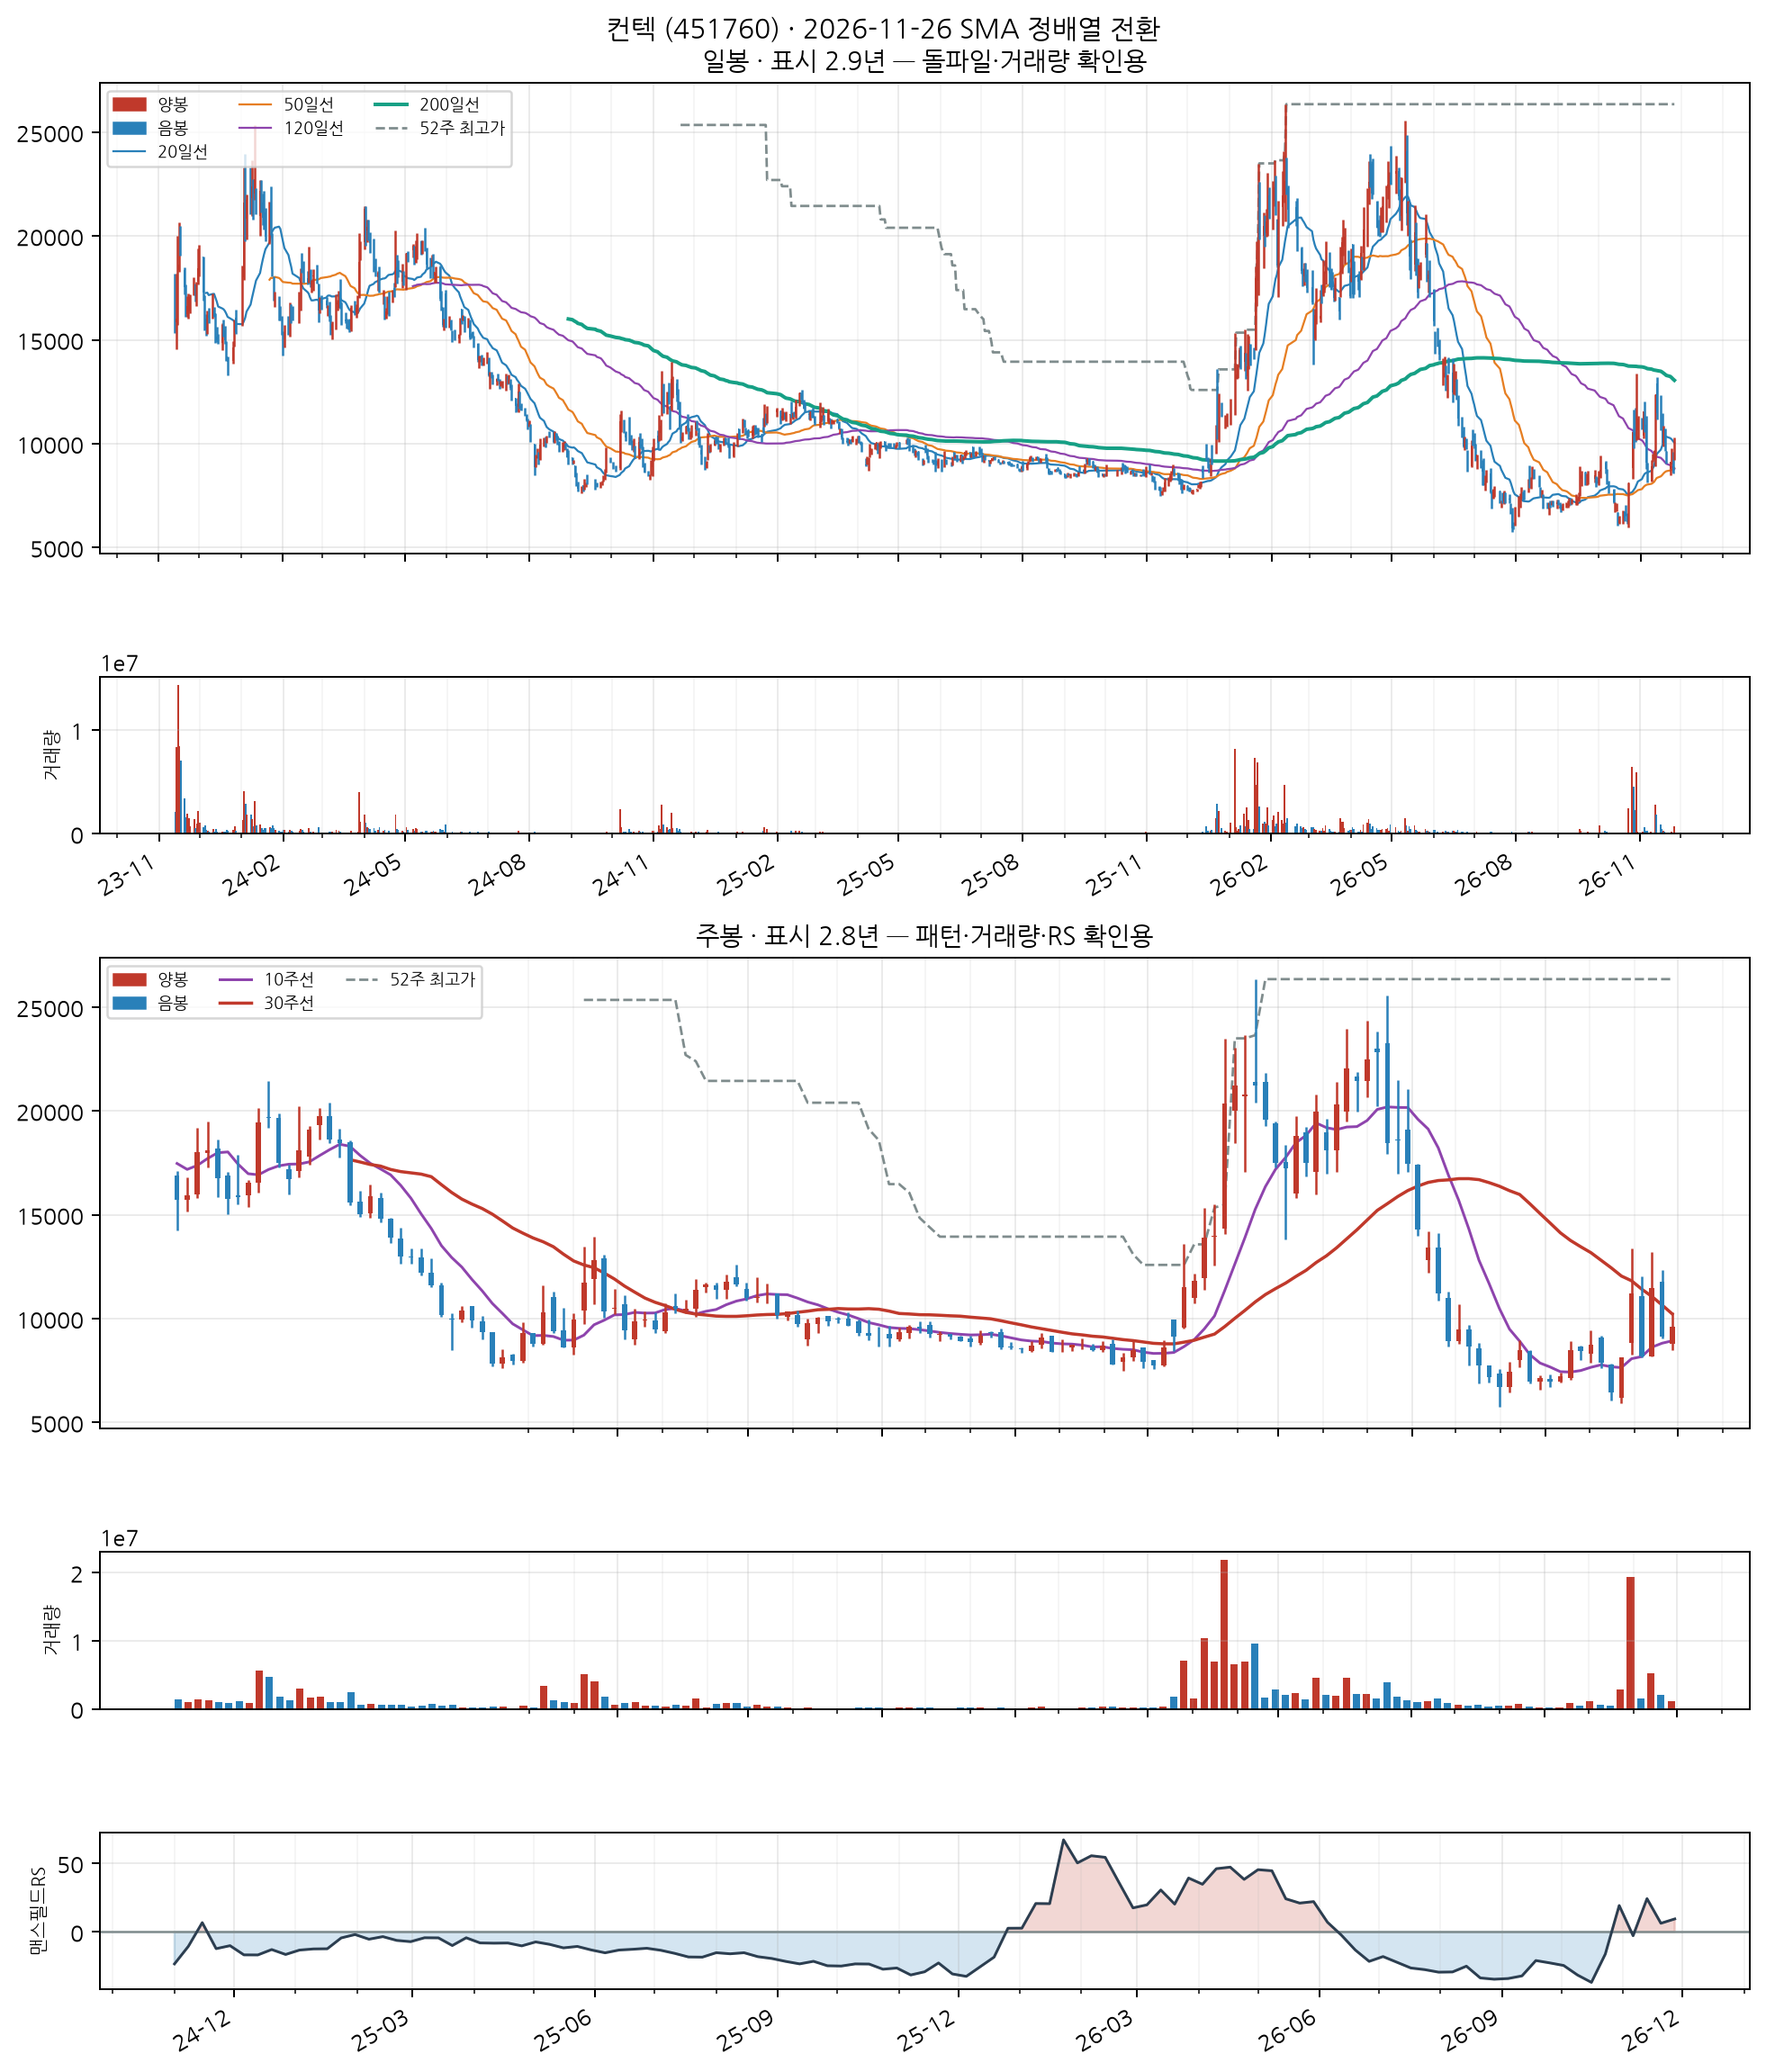 컨텍 (451760) · 2026-11-26 SMA 정배열 전환
일봉 · 표시 2.9년 — 돌파일·거래량 확인용
양봉 50일선 200일선
음봉 120일선 52주 최고가
20일선
25000
20000
15000
10000
5000
1e7
거래량
1
0
23-11 24-02 24-05 24-08 24-11 25-02 25-05 25-08 25-11 26-02 26-05 26-08 26-11
주봉 · 표시 2.8년 — 패턴·거래량·RS 확인용
양봉 10주선 52주 최고가
음봉 30주선
25000
20000
15000
10000
5000
1e7
거래량
2
1
0
맨스필드RS
50
0
24-12 25-03 25-06 25-09 25-12 26-03 26-06 26-09 26-12